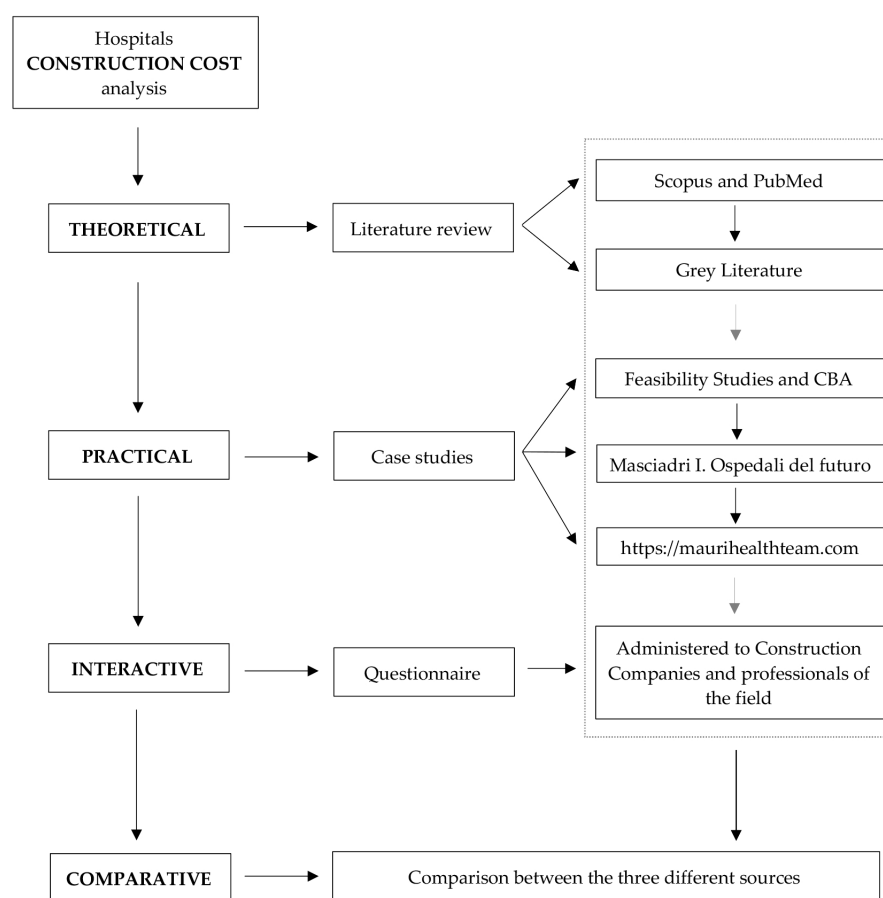 Hospitals
CONSTRUCTION COST
analysis
Scopus and PubMed
THEORETICAL
Literature review
Grey Literature
Feasibility Studies and CBA
PRACTICAL
Case studies
Masciadri I. Ospedali del futuro
https://maurihealthteam.com
INTERACTIVE
Questionnaire
Administered to Construction
Companies and professionals of
the field
COMPARATIVE
Comparison between the three different sources